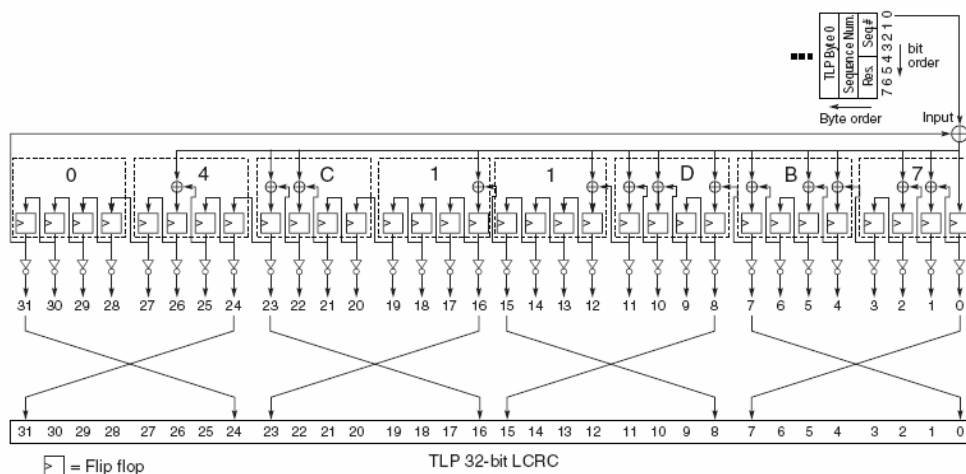 TLP Byte 0
Sequence Num.
Res. Seq#
7 6 5 4 3 2 1 0
bit
order
Byte order
Input
0 4 C 1 1 D B 7
> > > > > > > > > > > > > > > > > > > > > > > > > > > > > > > >
31 30 29 28 27 26 25 24 23 22 21 20 19 18 17 16 15 14 13 12 11 10 9 8 7 6 5 4 3 2 1 0
31 30 29 28 27 26 25 24 23 22 21 20 19 18 17 16 15 14 13 12 11 10 9 8 7 6 5 4 3 2 1 0
> = Flip flop
TLP 32-bit LCRC